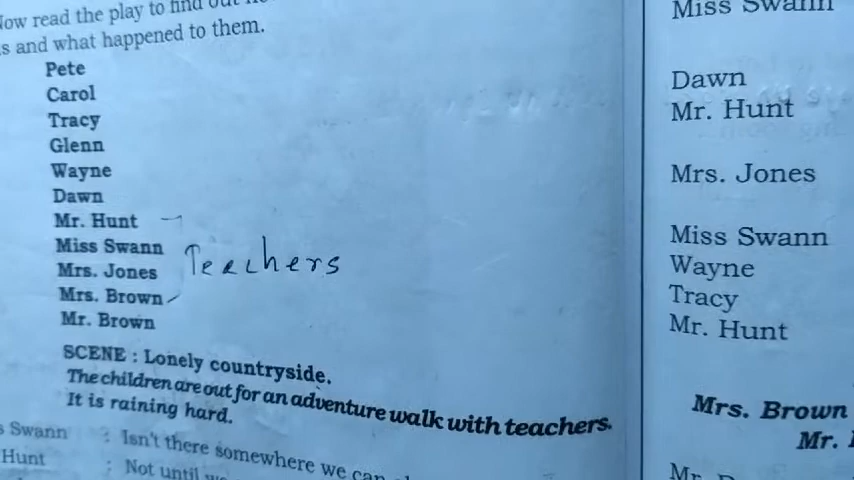 Now read the play to find out
s and what happened to them.
Pete
Carol
Tracy
Glenn
Wayne
Dawn
Mr. Hunt
Miss Swann
Mrs. Jones
Teachers
Mrs. Brown
Mr. Brown
SCENE : Lonely countryside.
The children are out for an adventure walk with teachers.
It is raining hard.
s Swann : Isn't there somewhere we can
Hunt : Not until
Miss Swann
Dawn
Mr. Hunt
Mrs. Jones
Miss Swann
Wayne
Tracy
Mr. Hunt
Mrs. Brown
Mr.
Mr.